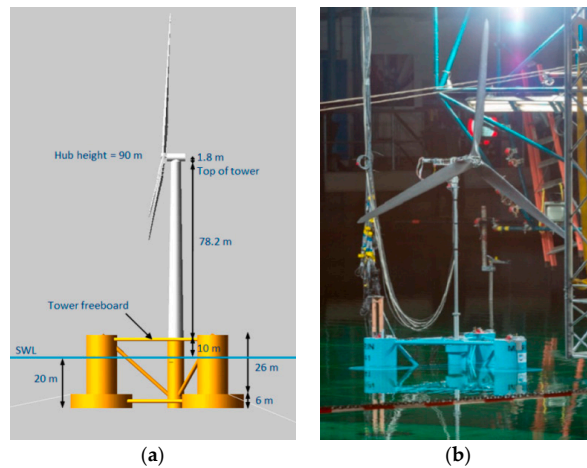 Hub height = 90 m
1.8 m
Top of tower
78.2 m
Tower freeboard
SWL
10 m
20 m
26 m
6 m
(a)
(b)